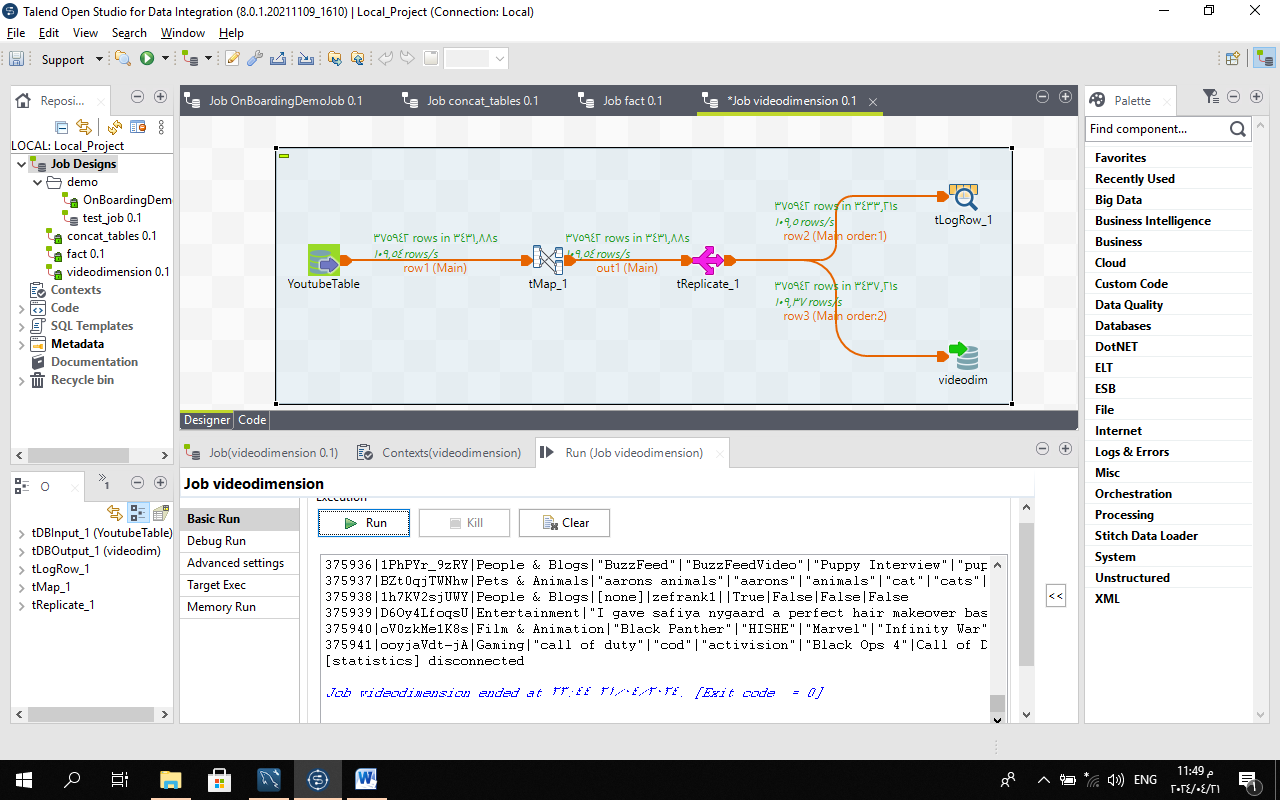 Talend Open Studio for Data Integration (8.0.1.20211109_1610) | Local_Project (Connection: Local)
File Edit View Search Window Help
Support
Reposi...
LOCAL: Local_Project
Job Designs
demo
OnBoardingDem
test_job 0.1
concat_tables 0.1
fact 0.1
videodimension 0.1
Contexts
Code
SQL Templates
Metadata
Documentation
Recycle bin
O
1
tDBInput_1 (YoutubeTable)
tDBOutput_1 (videodim)
tLogRow_1
tMap_1
tReplicate_1
Job OnBoardingDemoJob 0.1 Job concat_tables 0.1 Job fact 0.1 *Job videodimension 0.1
٣٧٥٩٤٢ rows in ٣٤٣٣,٢١s
١٠٩,٥ rows/s
row2 (Main order:1)
tLogRow_1
٣٧٥٩٤٢ rows in ٣٤٣١,٨٨s
١٠٩,٥٤ rows/s
row1 (Main)
٣٧٥٩٤٢ rows in ٣٤٣١,٨٨s
١٠٩,٥٤ rows/s
out1 (Main)
YoutubeTable
tMap_1
tReplicate_1
٣٧٥٩٤٢ rows in ٣٤٣٧,٢١s
١٠٩,٣٧ rows/s
row3 (Main order:2)
videodim
Designer Code
Job(videodimension 0.1) Contexts(videodimension) Run (Job videodimension)
Job videodimension
Basic Run
Debug Run
Advanced settings
Target Exec
Memory Run
Execution
Run Kill Clear
375936|1PhPYr_9zRY|People & Blogs|"BuzzFeed"|"BuzzFeedVideo"|"Puppy Interview"|"pup
375937|BZt0qjTWNhw|Pets & Animals|"aarons animals"|"aarons"|"animals"|"cat"|"cats"|
375938|1h7KV2sjUWY|People & Blogs|[none]|zefrank1||True|False|False|False
375939|D6Oy4LfoqsU|Entertainment|"I gave safiya nygaard a perfect hair makeover bas
375940|oV0zkMe1K8s|Film & Animation|"Black Panther"|"HISHE"|"Marvel"|"Infinity War"
375941|ooyjaVdt-jA|Gaming|"call of duty"|"cod"|"activision"|"Black Ops 4"|Call of D
[statistics] disconnected
Job videodimension ended at ٢٣:٤٤ ٢١/٠٤/٢٠٢٤. [Exit code = 0]
<<
Palette
Find component...
Favorites
Recently Used
Big Data
Business Intelligence
Business
Cloud
Custom Code
Data Quality
Databases
DotNET
ELT
ESB
File
Internet
Logs & Errors
Misc
Orchestration
Processing
Stitch Data Loader
System
Unstructured
XML
ENG
11:49 م
٢٠٢٤/٠٤/٢١
1